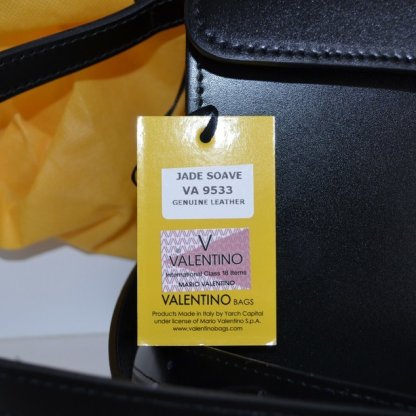 JADE SOAVE
VA 9533
GENUINE LEATHER
V
VALENTINO
International Class 18 Items
MARIO VALENTINO
VALENTINO BAGS
Products Made in Italy by Yarch Capital
under license of Mario Valentino S.p.A.
www.valentinobags.com